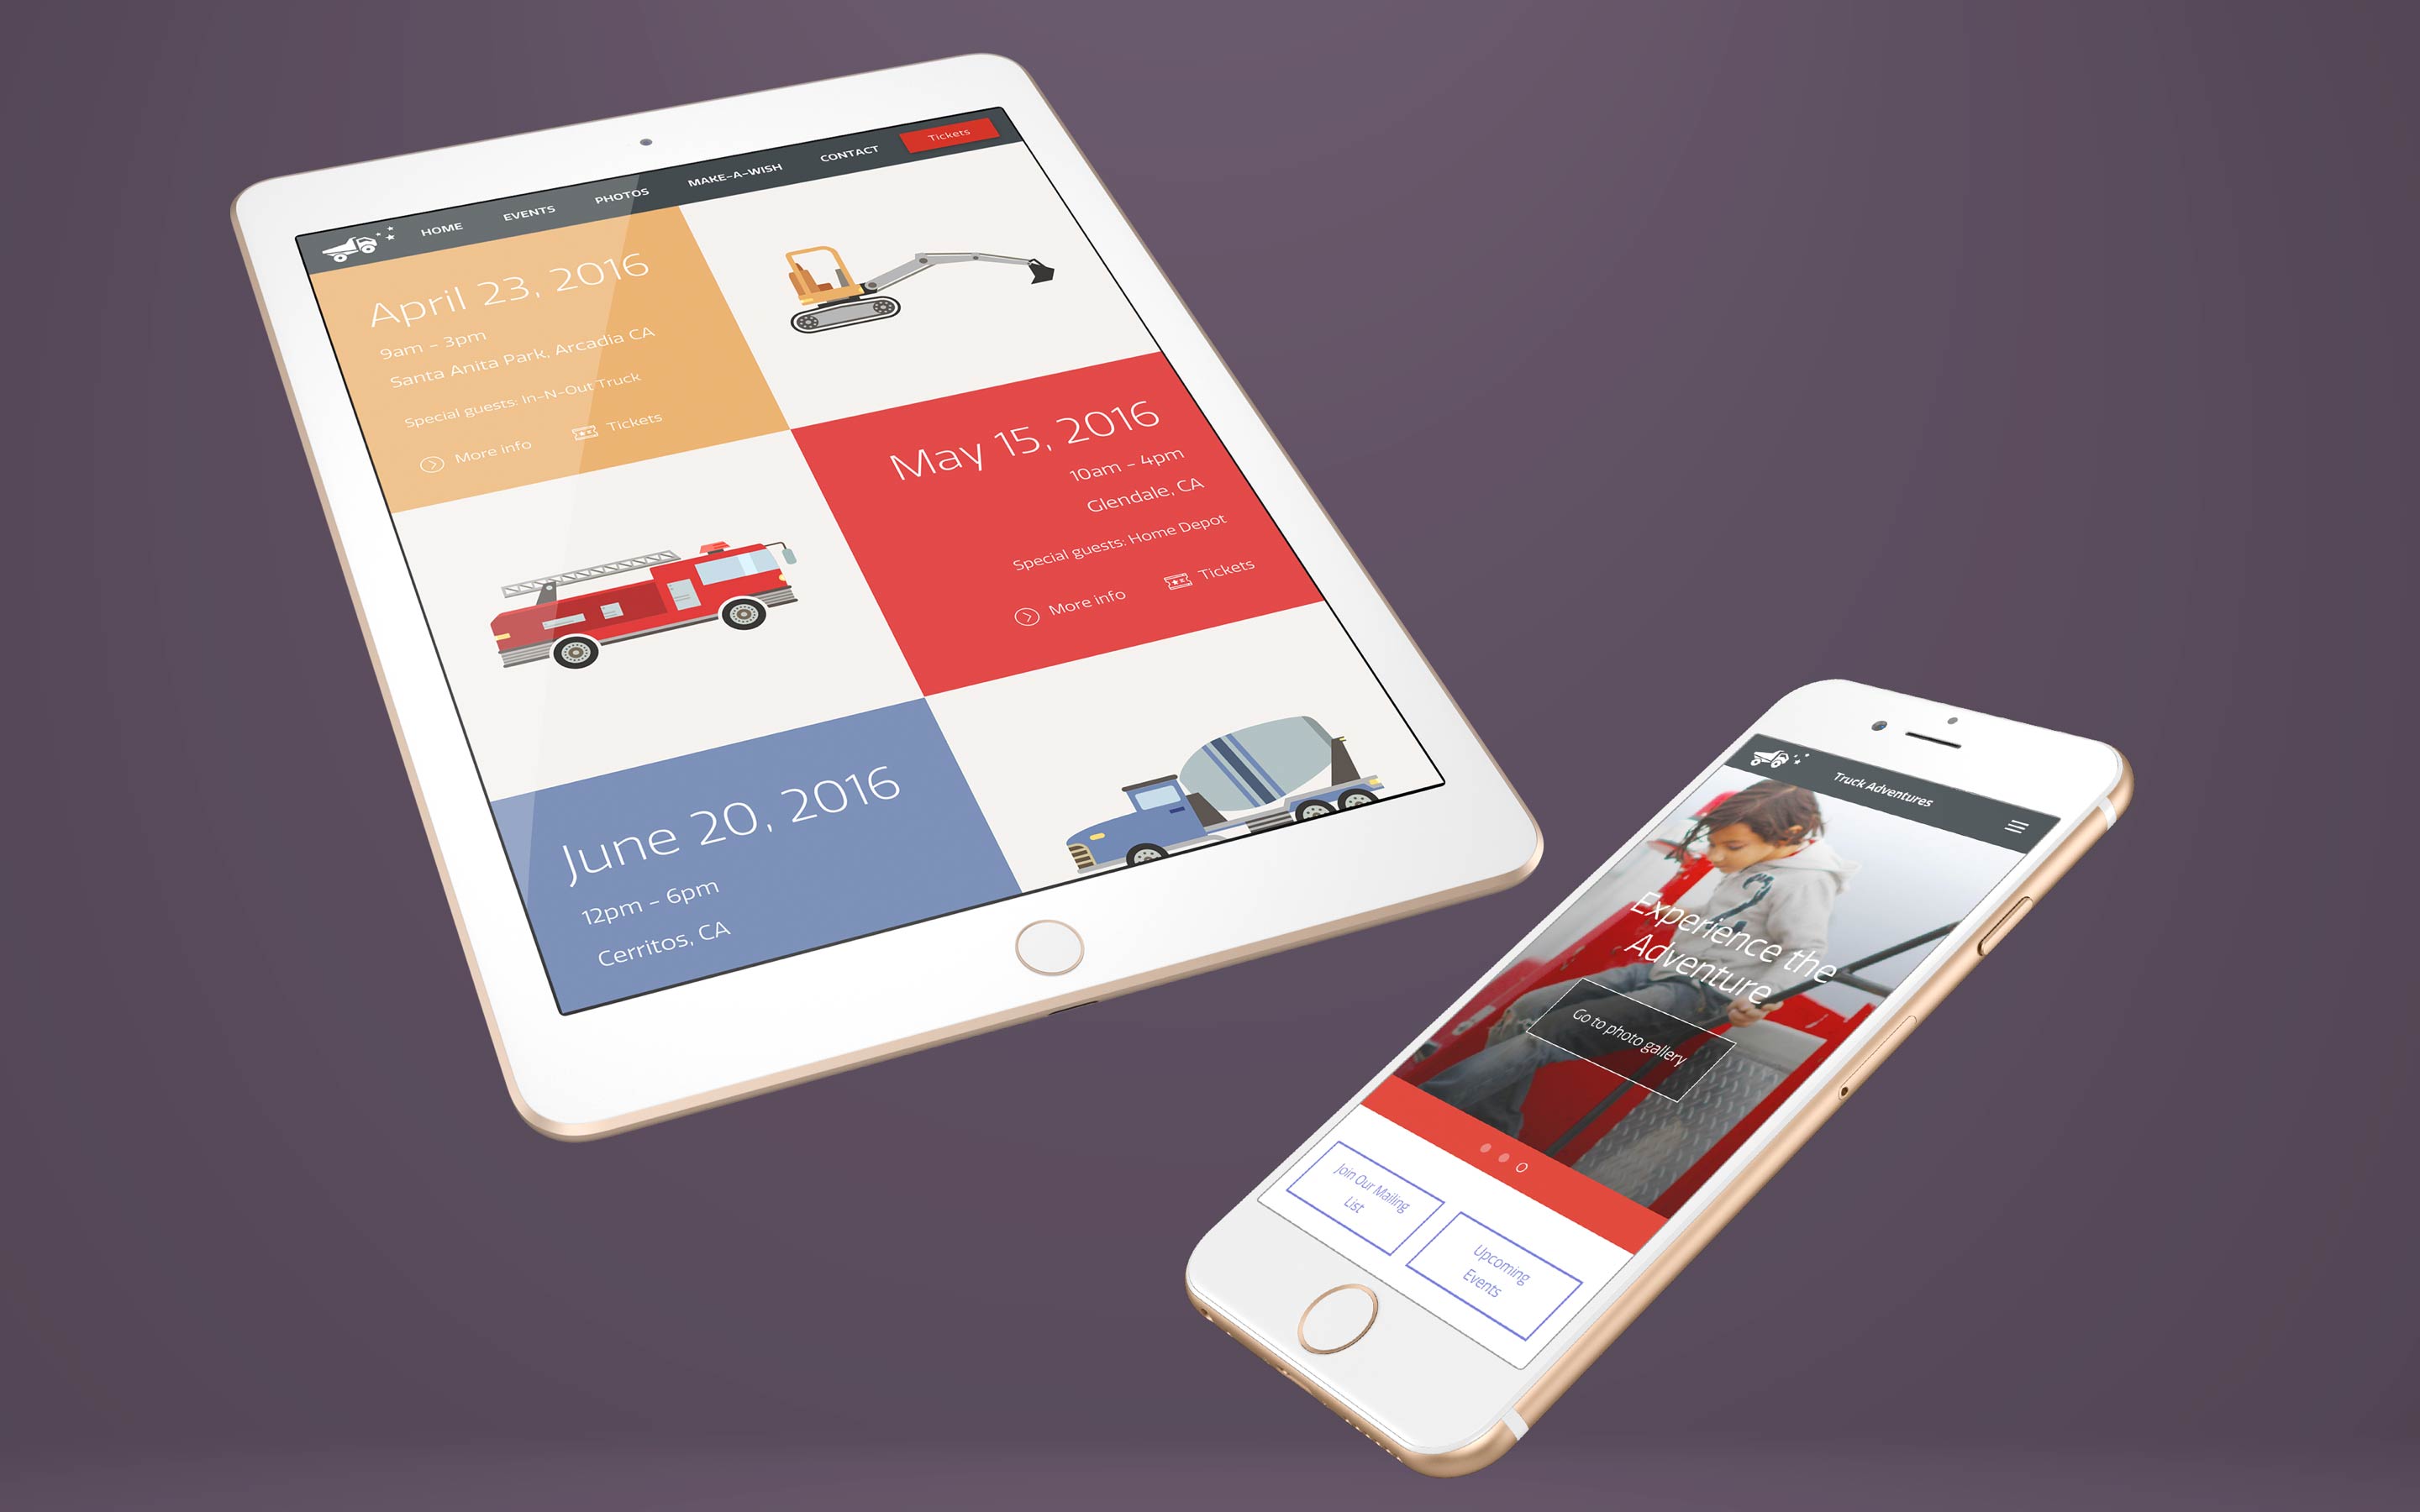 HOME EVENTS PHOTOS MAKE-A-WISH CONTACT Tickets
April 23, 2016
9am - 3pm
Santa Anita Park, Arcadia CA
Special guests: In-N-Out Truck
More info Tickets
May 15, 2016
10am - 4pm
Glendale, CA
Special guests: Home Depot
More info Tickets
June 20, 2016
12pm - 6pm
Cerritos, CA
Truck Adventures
2
Experience the
Adventure
Go to photo gallery
Join Our Mailing
List
Upcoming
Events